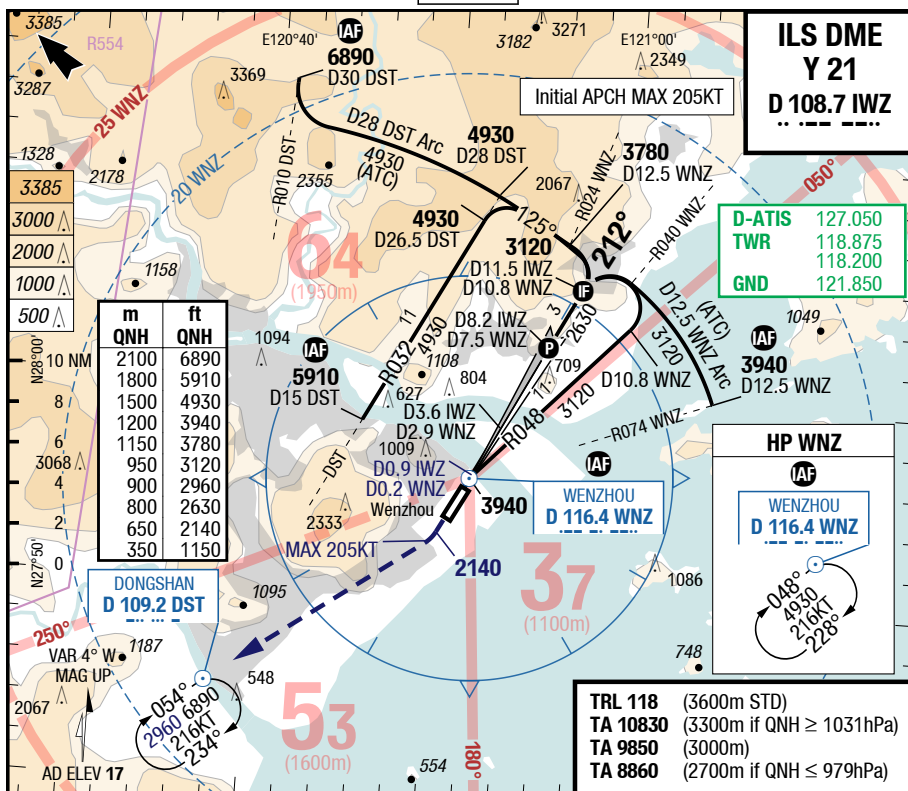 ILS DME
Y 21
D 108.7 IWZ
3385
R554
3287
E120°40'
IAF
6890
D30 DST
3182
3271
E121°00'
2349
3369
Initial APCH MAX 205KT
25 WNZ
20 WNZ
D28 DST Arc
4930
(ATC)
4930
D28 DST
3780
D12.5 WNZ
1328
2178
R010 DST
2355
2067
R024 WNZ
050°
3385
3000
2000
1000
500
4930
D26.5 DST
125°
212°
R040 WNZ
D-ATIS 127.050
TWR 118.875
118.200
GND 121.850
64
(1950m)
3120
D11.5 IWZ
D10.8 WNZ
IF
1158
(ATC)
D12.5 WNZ Arc
m ft
QNH QNH
2100 6890
1800 5910
1500 4930
1200 3940
1150 3780
950 3120
900 2960
800 2630
650 2140
350 1150
1094
11
R032
4930
D8.2 IWZ
D7.5 WNZ
3
2630
P
3120
1049
IAF
3940
D12.5 WNZ
N28°00'
10 NM
8
6
4
2
0
N27°50'
IAF
5910
D15 DST
1108
804
709
D10.8 WNZ
627
D3.6 IWZ
D2.9 WNZ
11
3120
R048
R074 WNZ
3068
DST
1009
D0.9 IWZ
D0.2 WNZ
Wenzhou
IAF
WENZHOU
D 116.4 WNZ
3940
HP WNZ
IAF
WENZHOU
D 116.4 WNZ
048°
4930
216KT
228°
2333
MAX 205KT
2140
37
(1100m)
1086
DONGSHAN
D 109.2 DST
1095
250°
1187
VAR 4° W
MAG UP
2067
548
054°
2960 6890
216KT
234°
53
(1600m)
748
AD ELEV 17
554
180°
TRL 118 (3600m STD)
TA 10830 (3300m if QNH ≥ 1031hPa)
TA 9850 (3000m)
TA 8860 (2700m if QNH ≤ 979hPa)